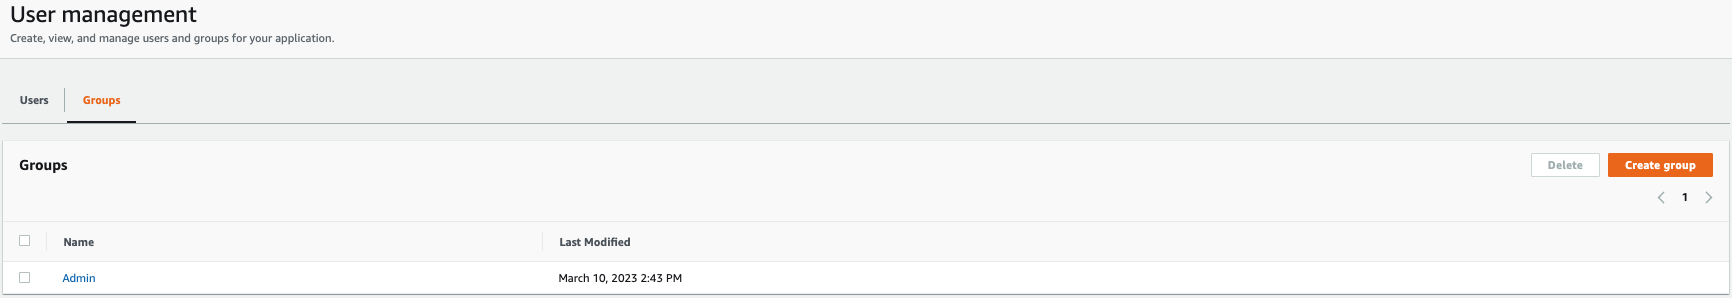 User management
Create, view, and manage users and groups for your application.
Users Groups
Groups Delete Create group
1
Name Last Modified
Admin March 10, 2023 2:43 PM